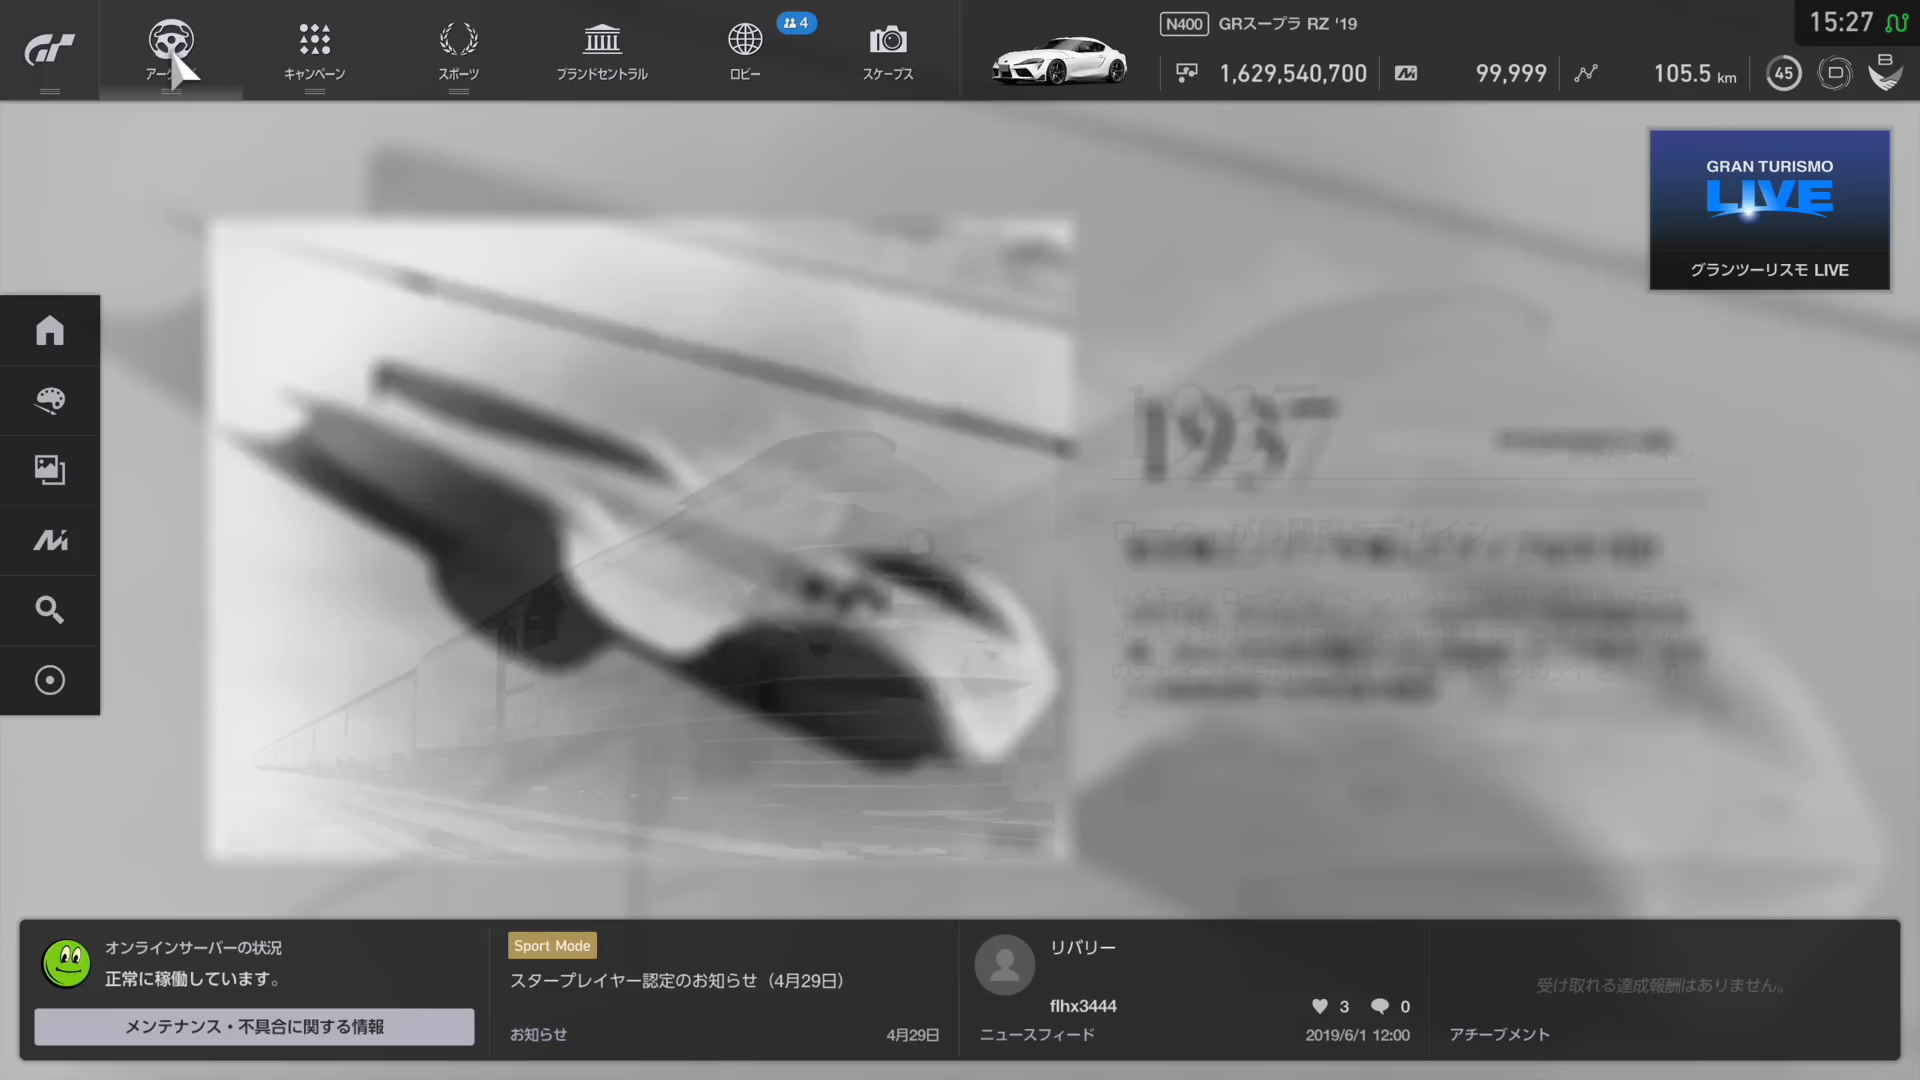 アーケード
キャンペーン
スポーツ
ブランドセントラル
4
ロビー
スケープス
N400 GRスープラ RZ '19
1,629,540,700
99,999
105.5 km
45
D
B
15:27
GRAN TURISMO
LIVE
グランツーリスモ LIVE
1937
オンラインサーバーの状況
正常に稼働しています。
メンテナンス・不具合に関する情報
Sport Mode
スタープレイヤー認定のお知らせ（4月29日）
お知らせ
4月29日
リバリー
flhx3444
3
0
ニュースフィード
2019/6/1 12:00
受け取れる達成報酬はありません。
アチーブメント